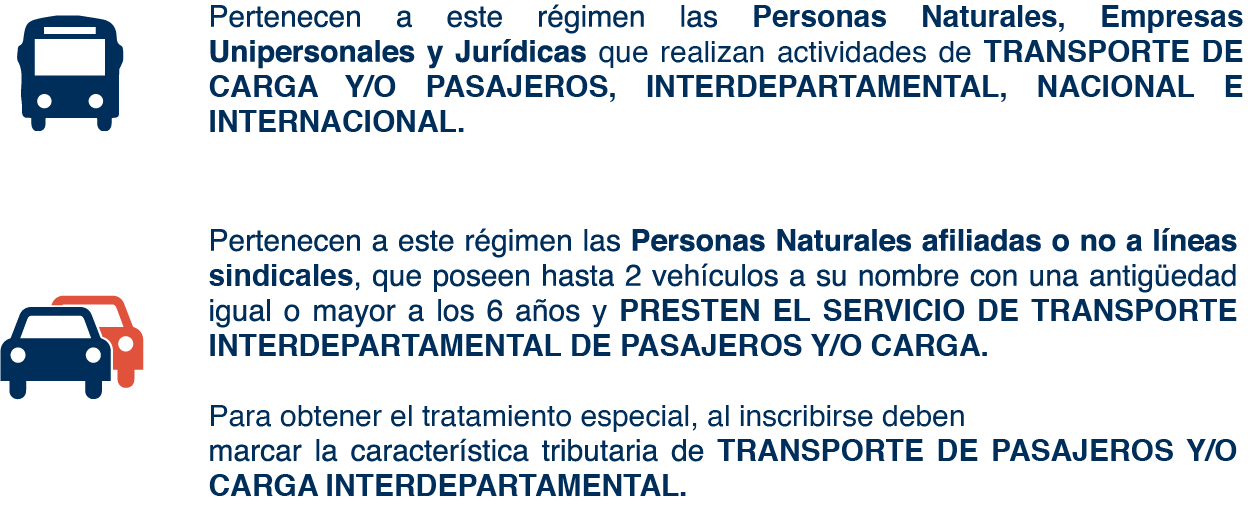 Pertenecen a este régimen las Personas Naturales, Empresas
Unipersonales y Jurídicas que realizan actividades de TRANSPORTE DE
CARGA Y/O PASAJEROS, INTERDEPARTAMENTAL, NACIONAL E
INTERNACIONAL.
Pertenecen a este régimen las Personas Naturales afiliadas o no a líneas
sindicales, que poseen hasta 2 vehículos a su nombre con una antigüedad
igual o mayor a los 6 años y PRESTEN EL SERVICIO DE TRANSPORTE
INTERDEPARTAMENTAL DE PASAJEROS Y/O CARGA.
Para obtener el tratamiento especial, al inscribirse deben
marcar la característica tributaria de TRANSPORTE DE PASAJEROS Y/O
CARGA INTERDEPARTAMENTAL.